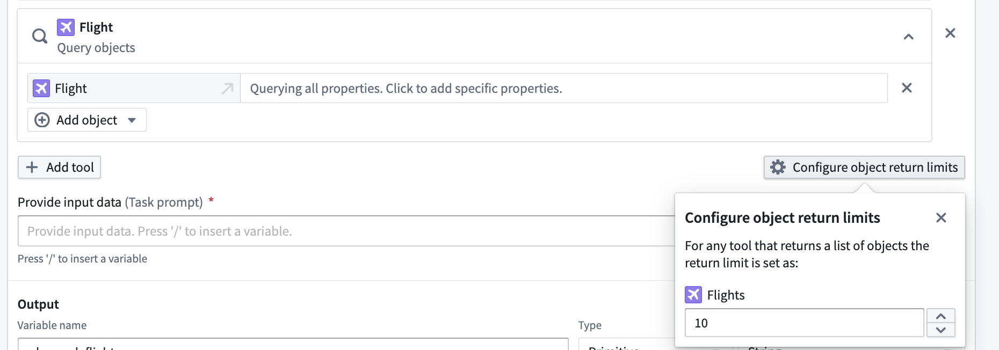 Flight
Query objects
Flight
Querying all properties. Click to add specific properties.
Add object
Add tool
Configure object return limits
Provide input data (Task prompt) *
Provide input data. Press '/' to insert a variable.
Press '/' to insert a variable
Configure object return limits
For any tool that returns a list of objects the
return limit is set as:
Flights
10
Output
Variable name
Type